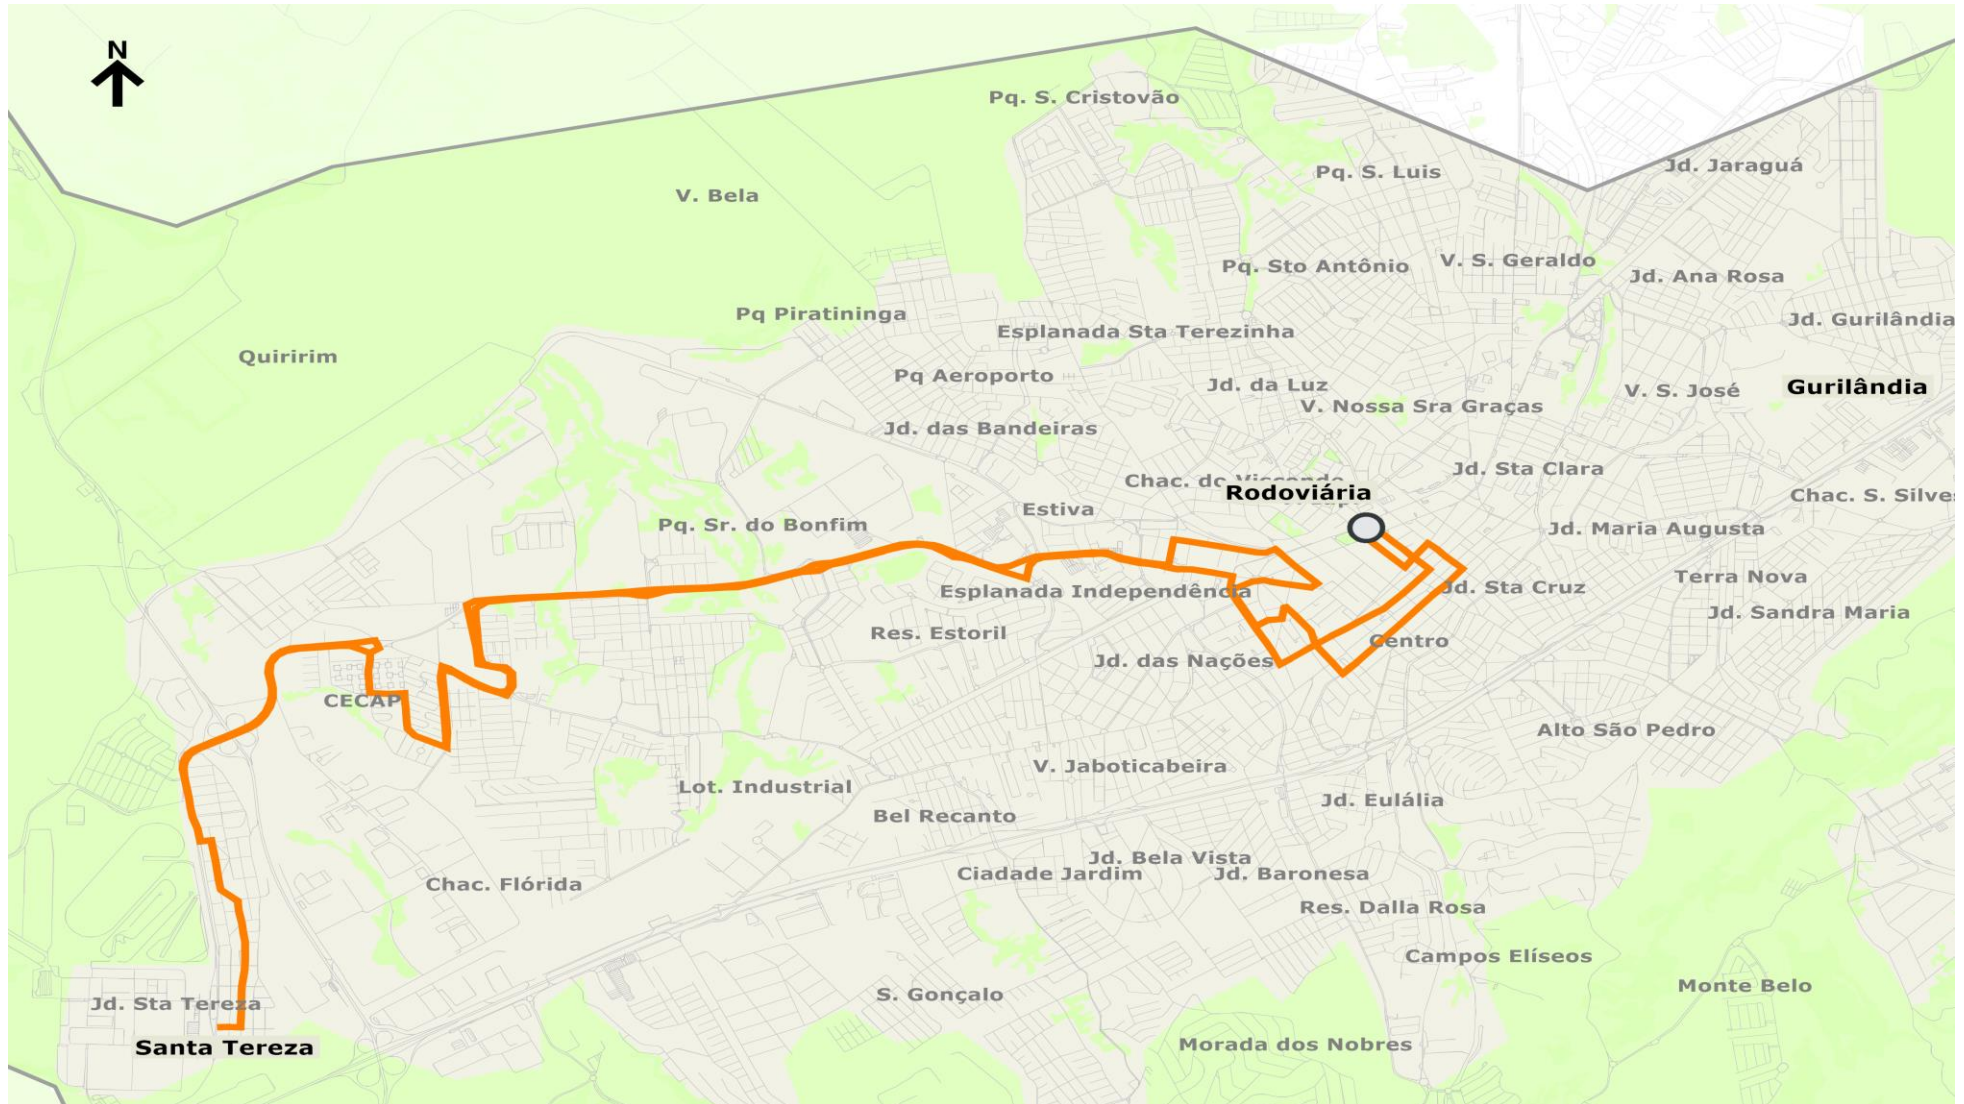 N
Pq. S. Cristovão
Jd. Jaraguá
Pq. S. Luis
V. Bela
V. S. Geraldo
Pq. Sto Antônio
Jd. Ana Rosa
Pq Piratininga
Jd. Gurilândia
Esplanada Sta Terezinha
Quiririm
Pq Aeroporto
Jd. da Luz
Gurilândia
V. S. José
V. Nossa Sra Graças
Jd. das Bandeiras
Jd. Sta Clara
Chac. do Visconde
Rodoviária
Chac. S. Silves
Estiva
Pq. Sr. do Bonfim
Jd. Maria Augusta
Terra Nova
Jd. Sta Cruz
Esplanada Independência
Jd. Sandra Maria
Res. Estoril
Centro
Jd. das Nações
CECAP
Alto São Pedro
V. Jaboticabeira
Lot. Industrial
Jd. Eulália
Bel Recanto
Jd. Bela Vista
Ciadade Jardim
Jd. Baronesa
Chac. Flórida
Res. Dalla Rosa
Campos Elíseos
Monte Belo
S. Gonçalo
Jd. Sta Tereza
Morada dos Nobres
Santa Tereza